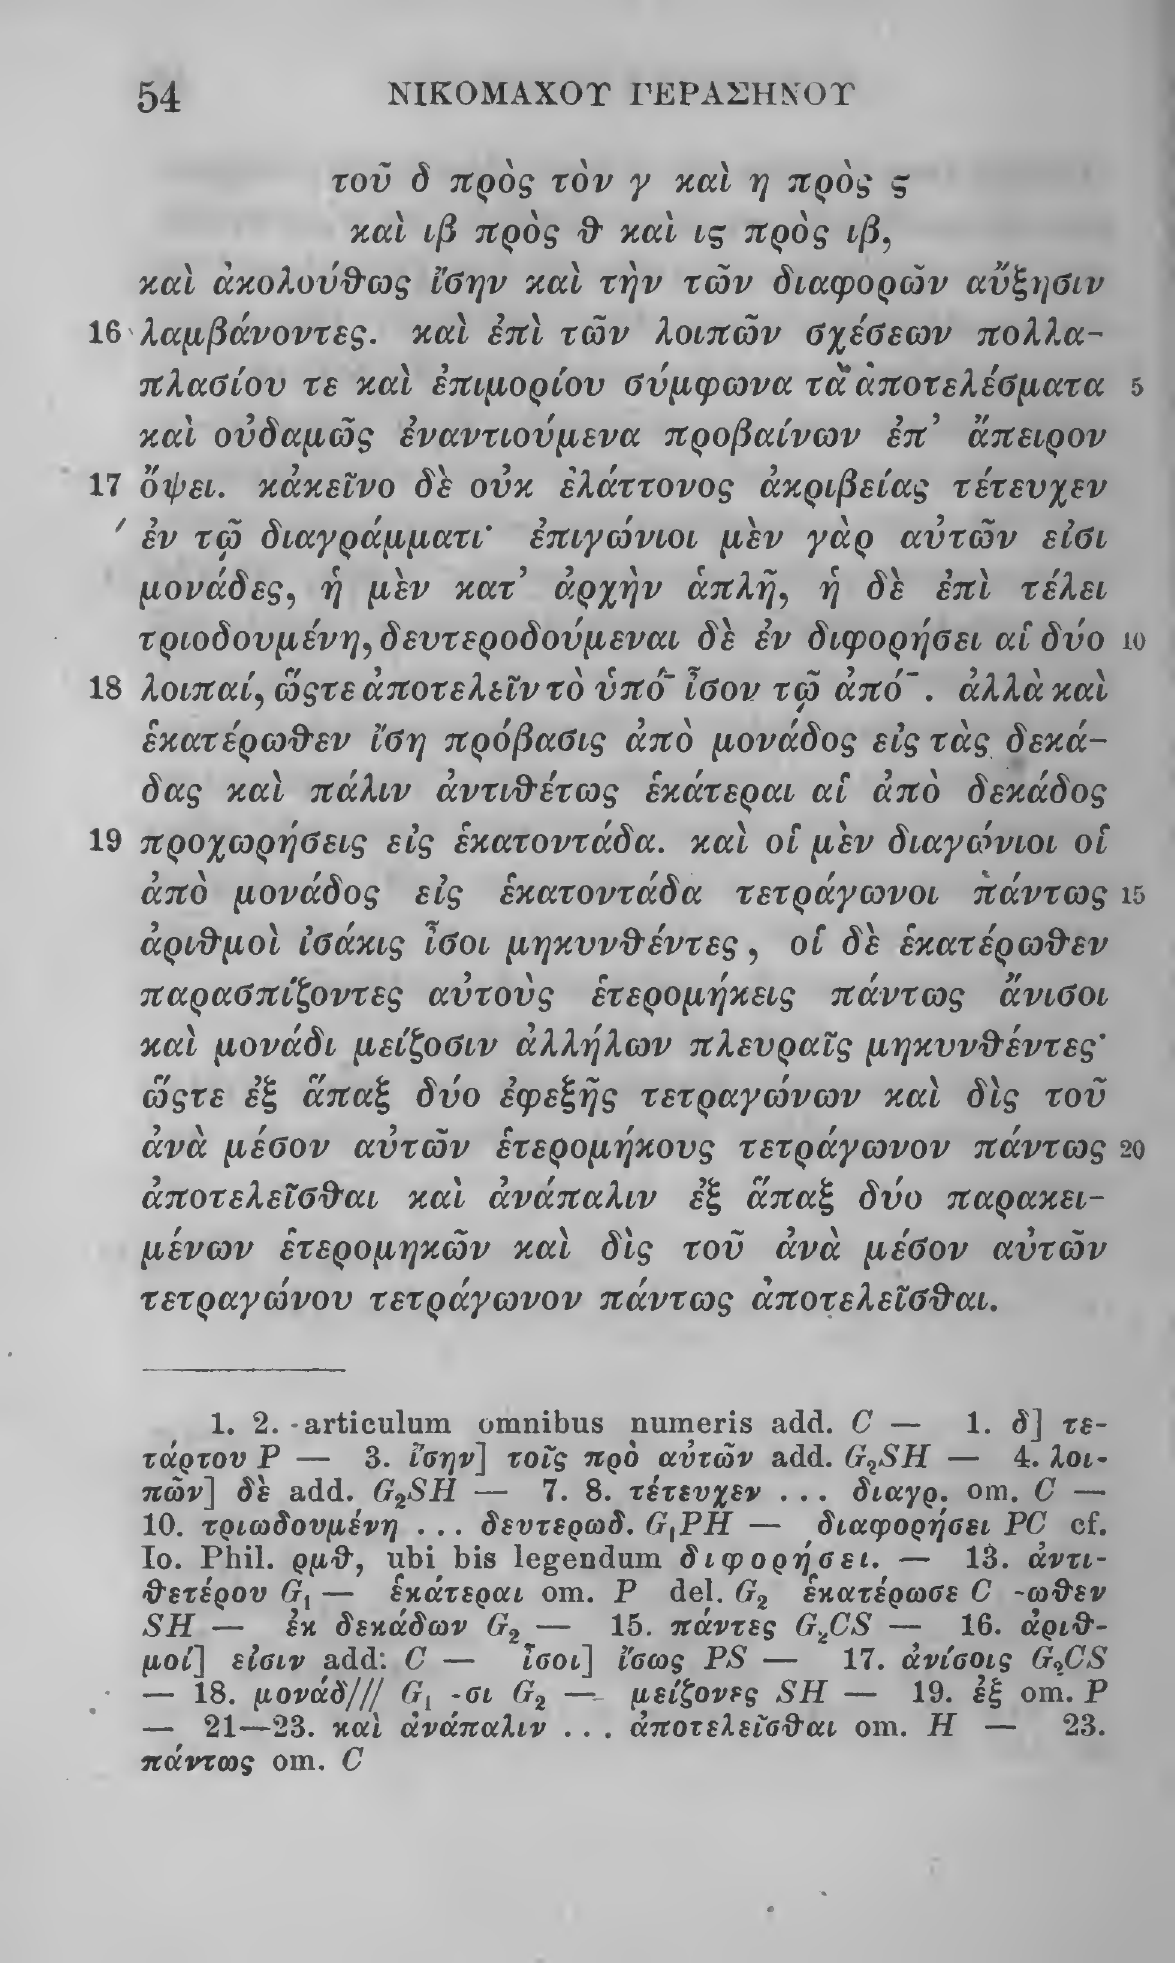 54 ΝΙΚΟΜΑΧΟΥ ΓΕΡΑΣΗΝΟΥ
τοῦ δ πρὸς τὸν γ καὶ η πρὸς ς
καὶ ιβ πρὸς ϑ καὶ ις πρὸς ιβ,
καὶ ἀκολούϑως ἴσην καὶ τὴν τῶν διαφορῶν αὔξησιν
16 λαμβάνοντες. καὶ ἐπὶ τῶν λοιπῶν σχέσεων πολλα-
πλασίου τε καὶ ἐπιμορίου σύμφωνα τὰ ἀποτελέσματα 5
καὶ οὐδαμῶς ἐναντιούμενα προβαίνων ἐπ’ ἄπειρον
17 ὄψει. κἀκεῖνο δὲ οὐκ ἐλάττονος ἀκριβείας τέτευχεν
ἐν τῷ διαγράμματι· ἐπιγώνιοι μὲν γὰρ αὐτῶν εἰσι
μονάδες, ἡ μὲν κατ’ ἀρχὴν ἁπλῆ, ἡ δὲ ἐπὶ τέλει
τριοδουμένη, δευτεροδούμεναι δὲ ἐν διφορήσει αἱ δύο 10
18 λοιπαί, ὥςτε ἀποτελεῖν τὸ ὑπό ̄ ἴσον τῷ ἀπό ̄. ἀλλὰ καὶ
ἑκατέρωϑεν ἴση πρόβασις ἀπὸ μονάδος εἰς τὰς δεκά-
δας καὶ πάλιν ἀντιϑέτως ἑκάτεραι αἱ ἀπὸ δεκάδος
19 προχωρήσεις εἰς ἑκατοντάδα. καὶ οἱ μὲν διαγώνιοι οἱ
ἀπὸ μονάδος εἰς ἑκατοντάδα τετράγωνοι πάντως 15
ἀριϑμοὶ ἰσάκις ἴσοι μηκυνϑέντες, οἱ δὲ ἑκατέρωϑεν
παρασπίζοντες αὐτοὺς ἑτερομήκεις πάντως ἄνισοι
καὶ μονάδι μείζοσιν ἀλλήλων πλευραῖς μηκυνϑέντες·
ὥςτε ἐξ ἅπαξ δύο ἐφεξῆς τετραγώνων καὶ δὶς τοῦ
ἀνὰ μέσον αὐτῶν ἑτερομήκους τετράγωνον πάντως 20
ἀποτελεῖσϑαι καὶ ἀνάπαλιν ἐξ ἅπαξ δύο παρακει-
μένων ἑτερομηκῶν καὶ δὶς τοῦ ἀνὰ μέσον αὐτῶν
τετραγώνου τετράγωνον πάντως ἀποτελεῖσϑαι.
1. 2. articulum omnibus numeris add. C — 1. δ] τε-
τάρτου P — 3. ἴσην] τοῖς πρὸ αὐτῶν add. G₂SH — 4. λοι-
πῶν] δὲ add. G₂SH — 7. 8. τέτευχεν ... διαγρ. om. C —
10. τριωδουμένη ... δευτερωδ. G₁PH — διαφορήσει PC cf.
Io. Phil. ρμϑ, ubi bis legendum διφορήσει. — 13. ἀντι-
ϑετέρου G₁ — ἑκάτεραι om. P del. G₂ ἑκατέρωσε C -ωϑεν
SH — ἐκ δεκάδων G₂ — 15. πάντες G₂CS — 16. ἀριϑ-
μοί] εἰσιν add: C — ἴσοι] ἴσως PS — 17. ἀνίσοις G₂CS
— 18. μονάδ/// G₁ -σι G₂ — μείζονες SH — 19. ἐξ om. P
— 21—23. καὶ ἀνάπαλιν ... ἀποτελεῖσϑαι om. H — 23.
πάντως om. C